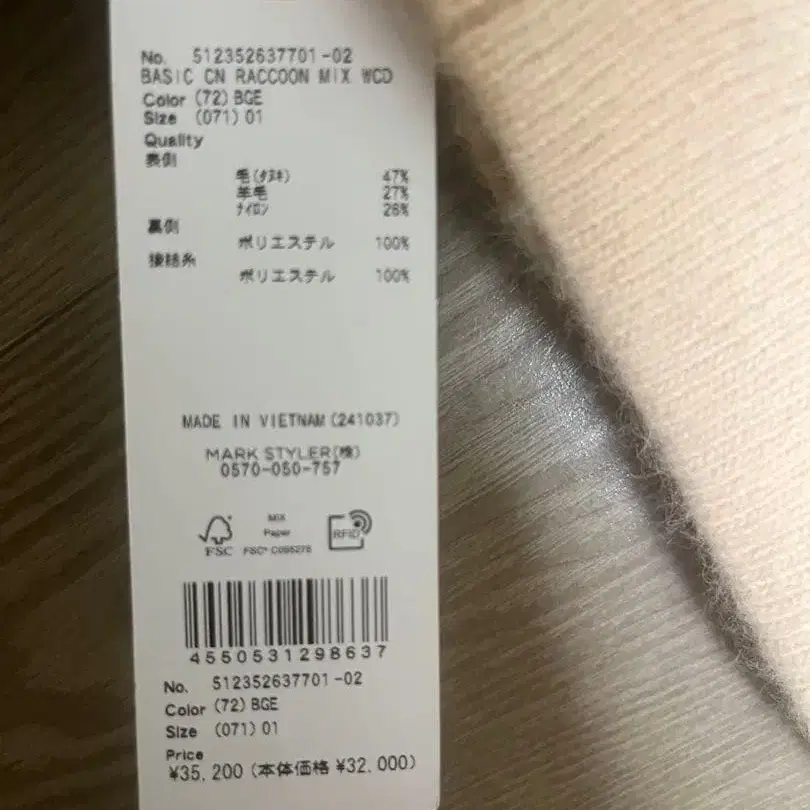 No. 512352637701-02
BASIC CN RACCOON MIX WCD
Color (72) BGE
Size (071) 01
Quality
表側
毛(タヌキ) 47%
羊毛 27%
ナイロン 26%
裏側
ポリエステル 100%
接結糸
ポリエステル 100%
MADE IN VIETNAM (241037)
MARK STYLER(株)
0570-050-757
MIX
Paper
FSC FSC® C095278
RFID
4550531298637
No. 512352637701-02
Color (72) BGE
Size (071) 01
Price
¥35,200 (本体価格 ¥32,000)